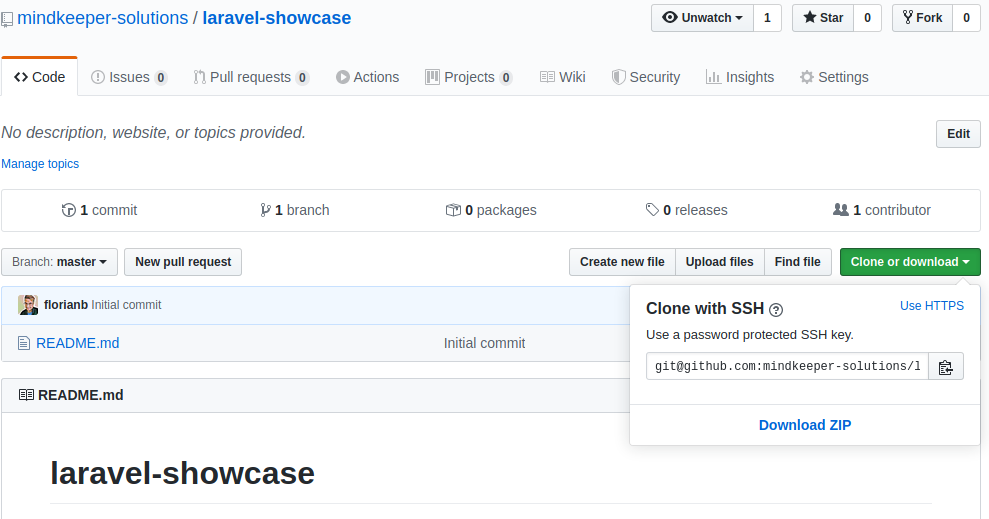 mindkeeper-solutions / laravel-showcase
Unwatch 1 Star 0 Fork 0
Code Issues 0 Pull requests 0 Actions Projects 0 Wiki Security Insights Settings
No description, website, or topics provided.
Edit
Manage topics
1 commit 1 branch 0 packages 0 releases 1 contributor
Branch: master New pull request Create new file Upload files Find file Clone or download
florianb Initial commit
README.md Initial commit
Clone with SSH ? Use HTTPS
Use a password protected SSH key.
git@github.com:mindkeeper-solutions/l
Download ZIP
README.md
laravel-showcase